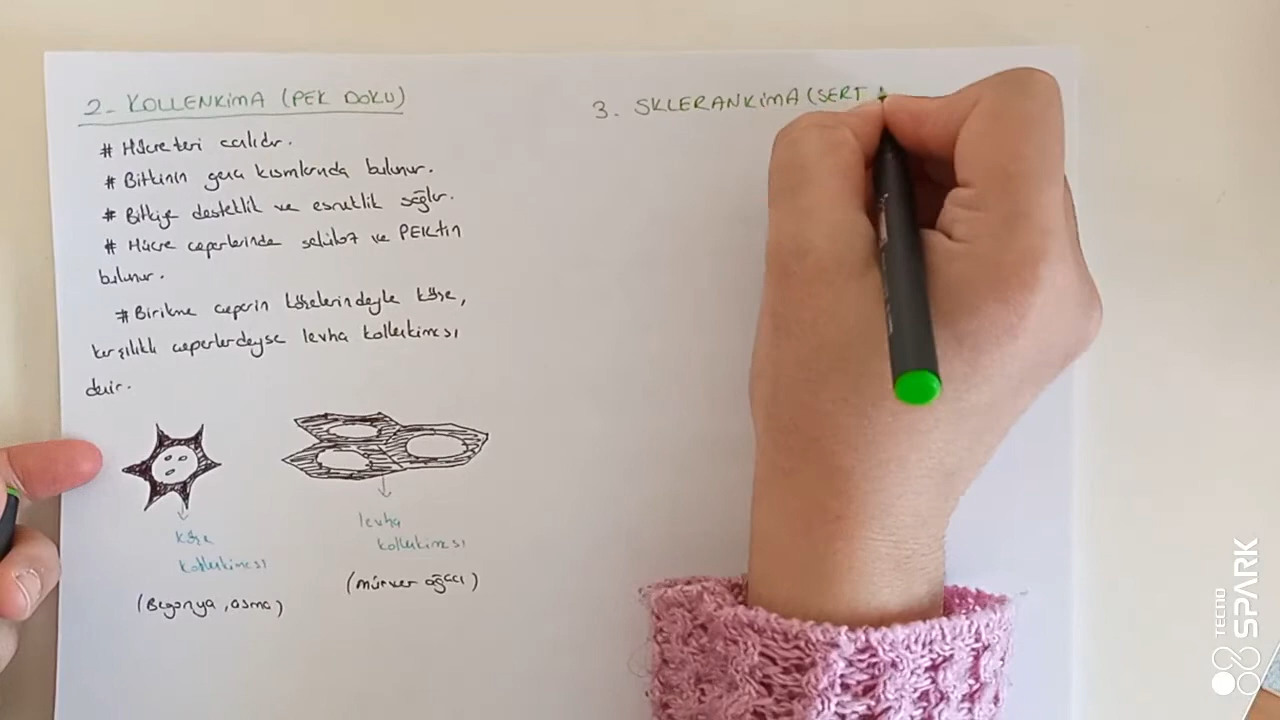 2- KOLLENKİMA (PEK DOKU)
# Hücreleri canlıdır.
# Bitkinin genç kısımlarında bulunur.
# Bitkiye desteklik ve esneklik sağlar.
# Hücre çeperlerinde selüloz ve PEKTİN
bulunur.
# Birikme çeperin köşelerindeyse köşe,
karşılıklı çeperlerdeyse levha kollenkiması
denir.
köşe
kollenkiması
(Begonya, asma)
levha
kollenkiması
(mürver ağacı)
3. SKLERANKİMA (SERT
TECNO
SPARK